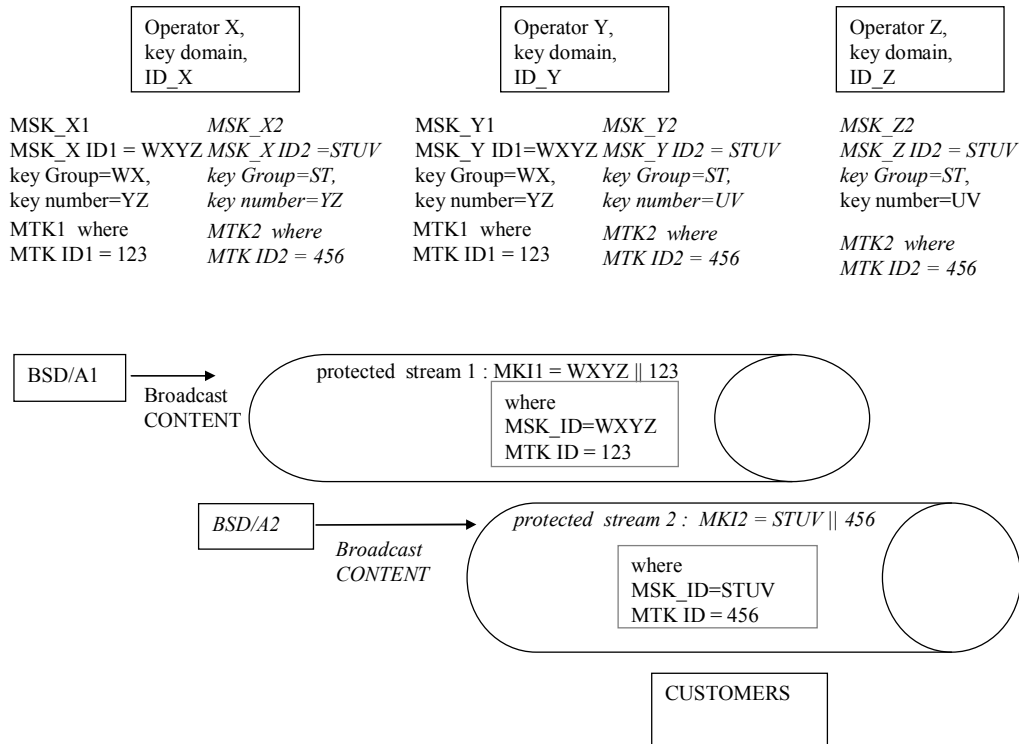 Operator X,
key domain,
ID_X
Operator Y,
key domain,
ID_Y
Operator Z,
key domain,
ID_Z
MSK_X1
MSK_X ID1 = WXYZ
key Group=WX,
key number=YZ
MTK1 where
MTK ID1 = 123
MSK_X2
MSK_X ID2 =STUV
key Group=ST,
key number=YZ
MTK2 where
MTK ID2 = 456
MSK_Y1
MSK_Y ID1=WXYZ
key Group=WX,
key number=YZ
MTK1 where
MTK ID1 = 123
MSK_Y2
MSK_Y ID2 = STUV
key Group=ST,
key number=UV
MTK2 where
MTK ID2 = 456
MSK_Z2
MSK_Z ID2 = STUV
key Group=ST,
key number=UV
MTK2 where
MTK ID2 = 456
BSD/A1
Broadcast
CONTENT
protected stream 1 : MKI1 = WXYZ || 123
where
MSK_ID=WXYZ
MTK ID = 123
BSD/A2
Broadcast
CONTENT
protected stream 2 : MKI2 = STUV || 456
where
MSK_ID=STUV
MTK ID = 456
CUSTOMERS